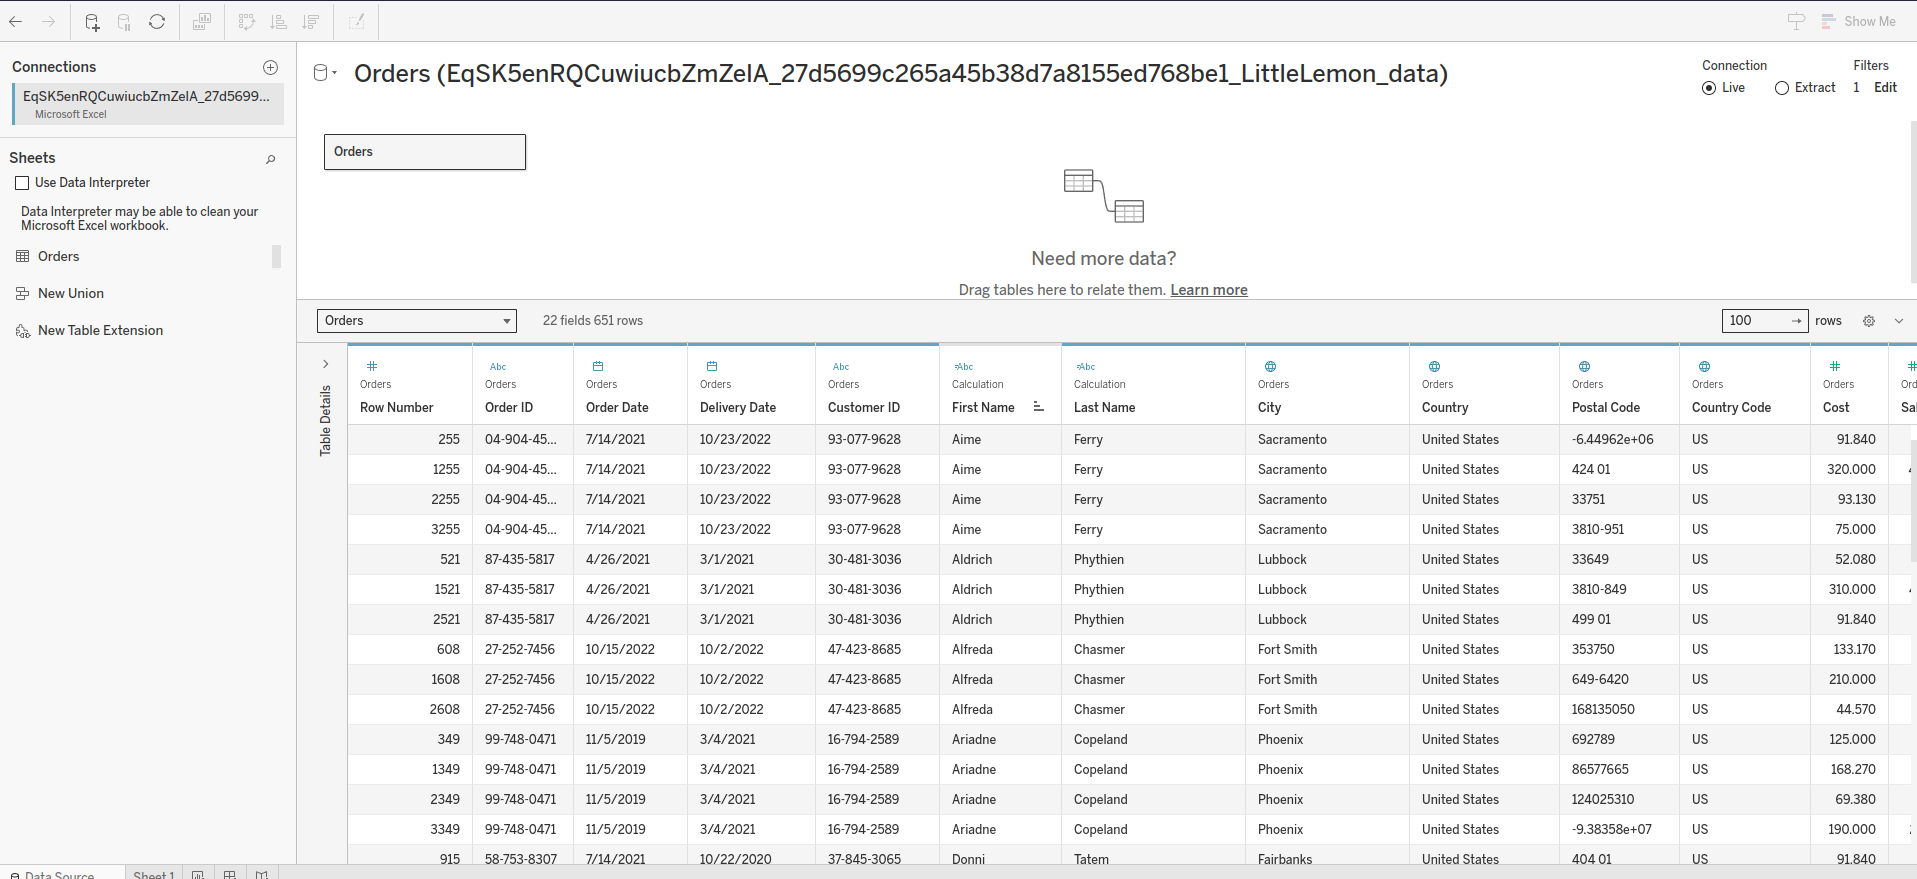 Show Me
Connections
EqSK5enRQCuwiucbZmZelA_27d5699...
Microsoft Excel
Sheets
Use Data Interpreter
Data Interpreter may be able to clean your
Microsoft Excel workbook.
Orders
New Union
New Table Extension
Orders (EqSK5enRQCuwiucbZmZelA_27d5699c265a45b38d7a8155ed768be1_LittleLemon_data)
Connection Filters
Live Extract 1 Edit
Orders
Need more data?
Drag tables here to relate them. Learn more
Orders 22 fields 651 rows 100 rows
Table Details
Abc Abc =Abc =Abc
Orders Orders Orders Orders Orders Calculation Calculation Orders Orders Orders Orders Orders
Row Number Order ID Order Date Delivery Date Customer ID First Name Last Name City Country Postal Code Country Code Cost
255 04-904-45... 7/14/2021 10/23/2022 93-077-9628 Aime Ferry Sacramento United States -6.44962e+06 US 91.840
1255 04-904-45... 7/14/2021 10/23/2022 93-077-9628 Aime Ferry Sacramento United States 424 01 US 320.000
2255 04-904-45... 7/14/2021 10/23/2022 93-077-9628 Aime Ferry Sacramento United States 33751 US 93.130
3255 04-904-45... 7/14/2021 10/23/2022 93-077-9628 Aime Ferry Sacramento United States 3810-951 US 75.000
521 87-435-5817 4/26/2021 3/1/2021 30-481-3036 Aldrich Phythien Lubbock United States 33649 US 52.080
1521 87-435-5817 4/26/2021 3/1/2021 30-481-3036 Aldrich Phythien Lubbock United States 3810-849 US 310.000
2521 87-435-5817 4/26/2021 3/1/2021 30-481-3036 Aldrich Phythien Lubbock United States 499 01 US 91.840
608 27-252-7456 10/15/2022 10/2/2022 47-423-8685 Alfreda Chasmer Fort Smith United States 353750 US 133.170
1608 27-252-7456 10/15/2022 10/2/2022 47-423-8685 Alfreda Chasmer Fort Smith United States 649-6420 US 210.000
2608 27-252-7456 10/15/2022 10/2/2022 47-423-8685 Alfreda Chasmer Fort Smith United States 168135050 US 44.570
349 99-748-0471 11/5/2019 3/4/2021 16-794-2589 Ariadne Copeland Phoenix United States 692789 US 125.000
1349 99-748-0471 11/5/2019 3/4/2021 16-794-2589 Ariadne Copeland Phoenix United States 86577665 US 168.270
2349 99-748-0471 11/5/2019 3/4/2021 16-794-2589 Ariadne Copeland Phoenix United States 124025310 US 69.380
3349 99-748-0471 11/5/2019 3/4/2021 16-794-2589 Ariadne Copeland Phoenix United States -9.38358e+07 US 190.000
915 58-753-8307 7/14/2021 10/22/2020 37-845-3065 Donni Tatem Fairbanks United States 404 01 US 91.840
Data Source Sheet 1